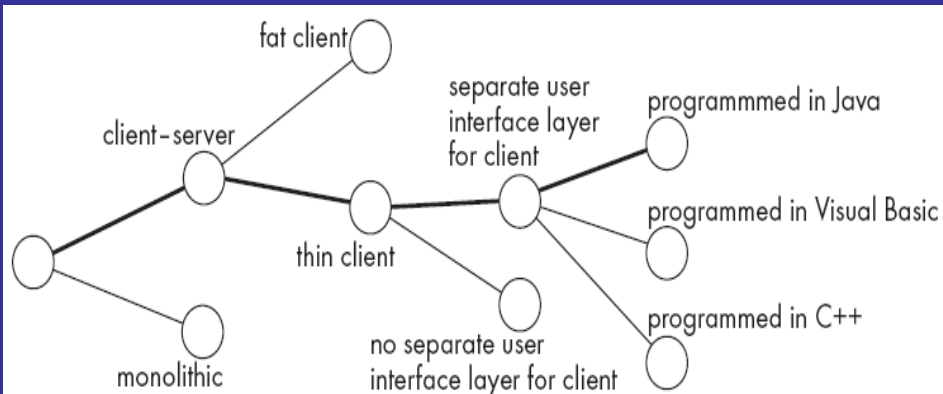 fat client
client-server
separate user
interface layer
for client
programmmed in Java
programmed in Visual Basic
thin client
programmed in C++
monolithic
no separate user
interface layer for client